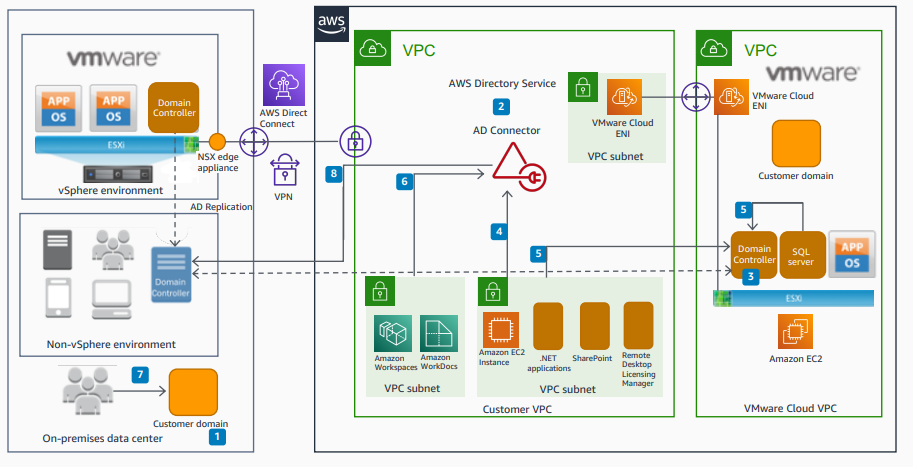 aws
vmware®
APP
OS
APP
OS
Domain
Controller
ESXi
vSphere environment
NSX edge
appliance
AWS Direct
Connect
VPN
AD Replication
Domain
Controller
Non-vSphere environment
7
Customer domain
On-premises data center
1
VPC
AWS Directory Service
2
AD Connector
VMware Cloud
ENI
VPC subnet
8
6
4
5
Amazon
Workspaces
Amazon
WorkDocs
VPC subnet
Amazon EC2
Instance
.NET
applications
SharePoint
Remote
Desktop
Licensing
Manager
VPC subnet
Customer VPC
VPC
vmware®
VMware Cloud
ENI
Customer domain
5
Domain
Controller
3
SQL
server
APP
OS
ESXi
Amazon EC2
VMware Cloud VPC